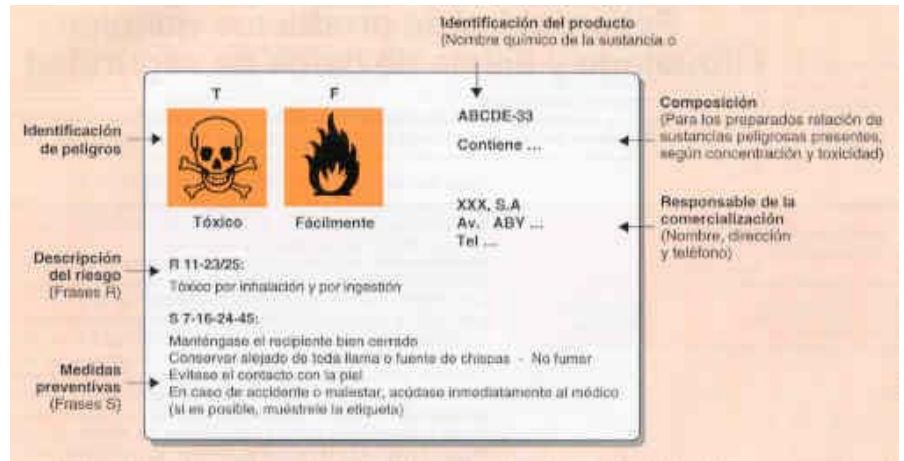 Identificación del producto
(Nombre químico de la sustancia o
T F
ABCDE-33
Contiene ...
Composición
(Para los preparados relación de
sustancias peligrosas presentes,
según concentración y toxicidad)
Identificación
de peligros
Tóxico Fácilmente
XXX, S.A
Av. ABY ...
Tel ...
Responsable de la
comercialización
(Nombre, dirección
y teléfono)
Descripción
del riesgo
(Frases R)
R 11-23/25:
Tóxico por inhalación y por ingestión
S 7-16-24-45:
Manténgase el recipiente bien cerrado
Conservar alejado de toda llama o fuente de chispas - No fumar
Evítese el contacto con la piel
En caso de accidente o malestar, acúdase inmediatamente al médico
(si es posible, muéstrele la etiqueta)
Medidas
preventivas
(Frases S)